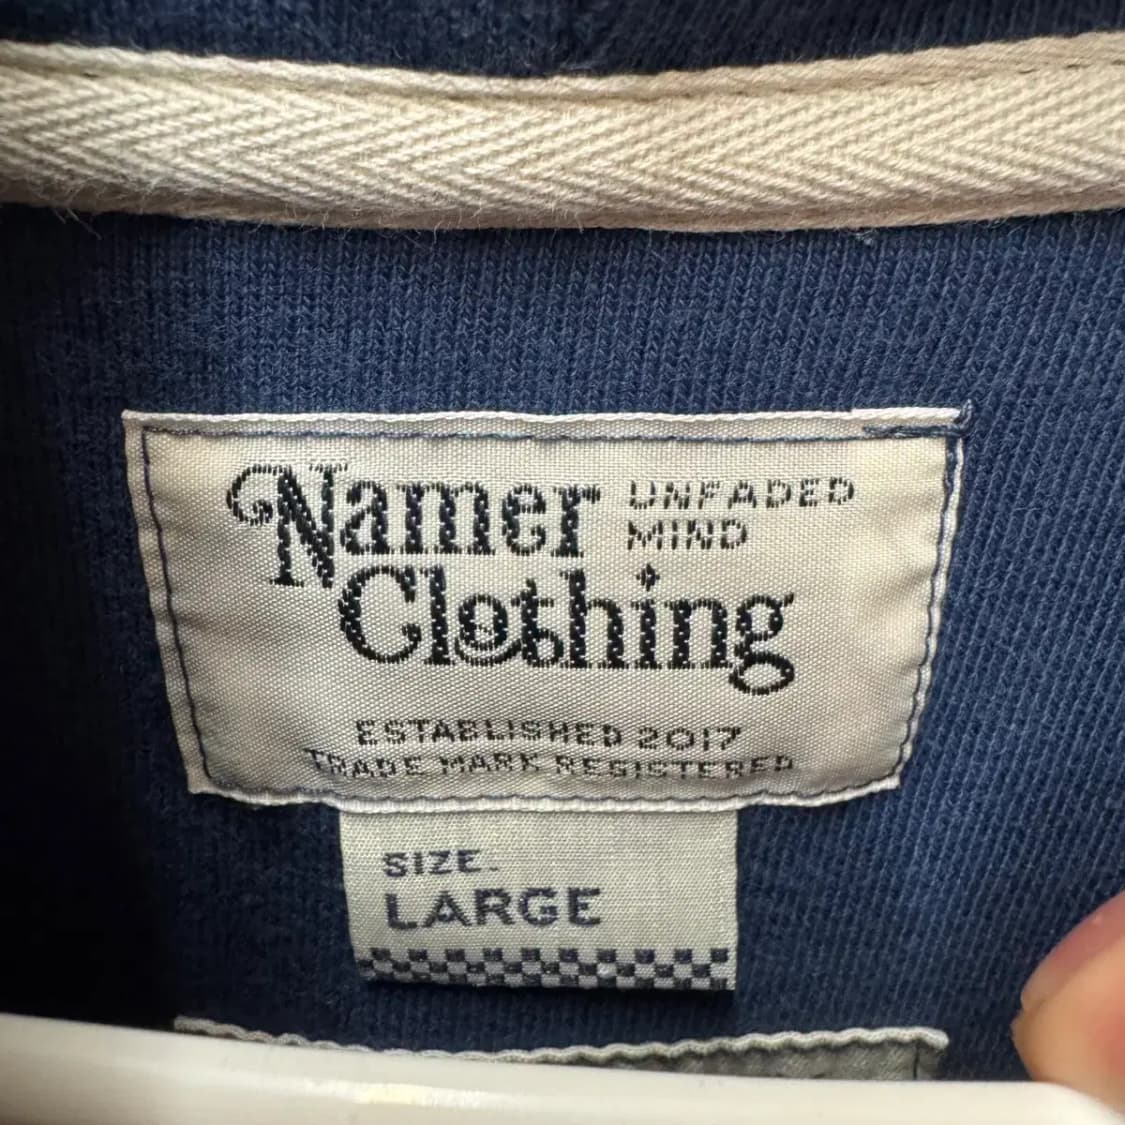 Namer UNFADED
MIND
Clothing
ESTABLISHED 2017
TRADE MARK REGISTERED
SIZE.
LARGE